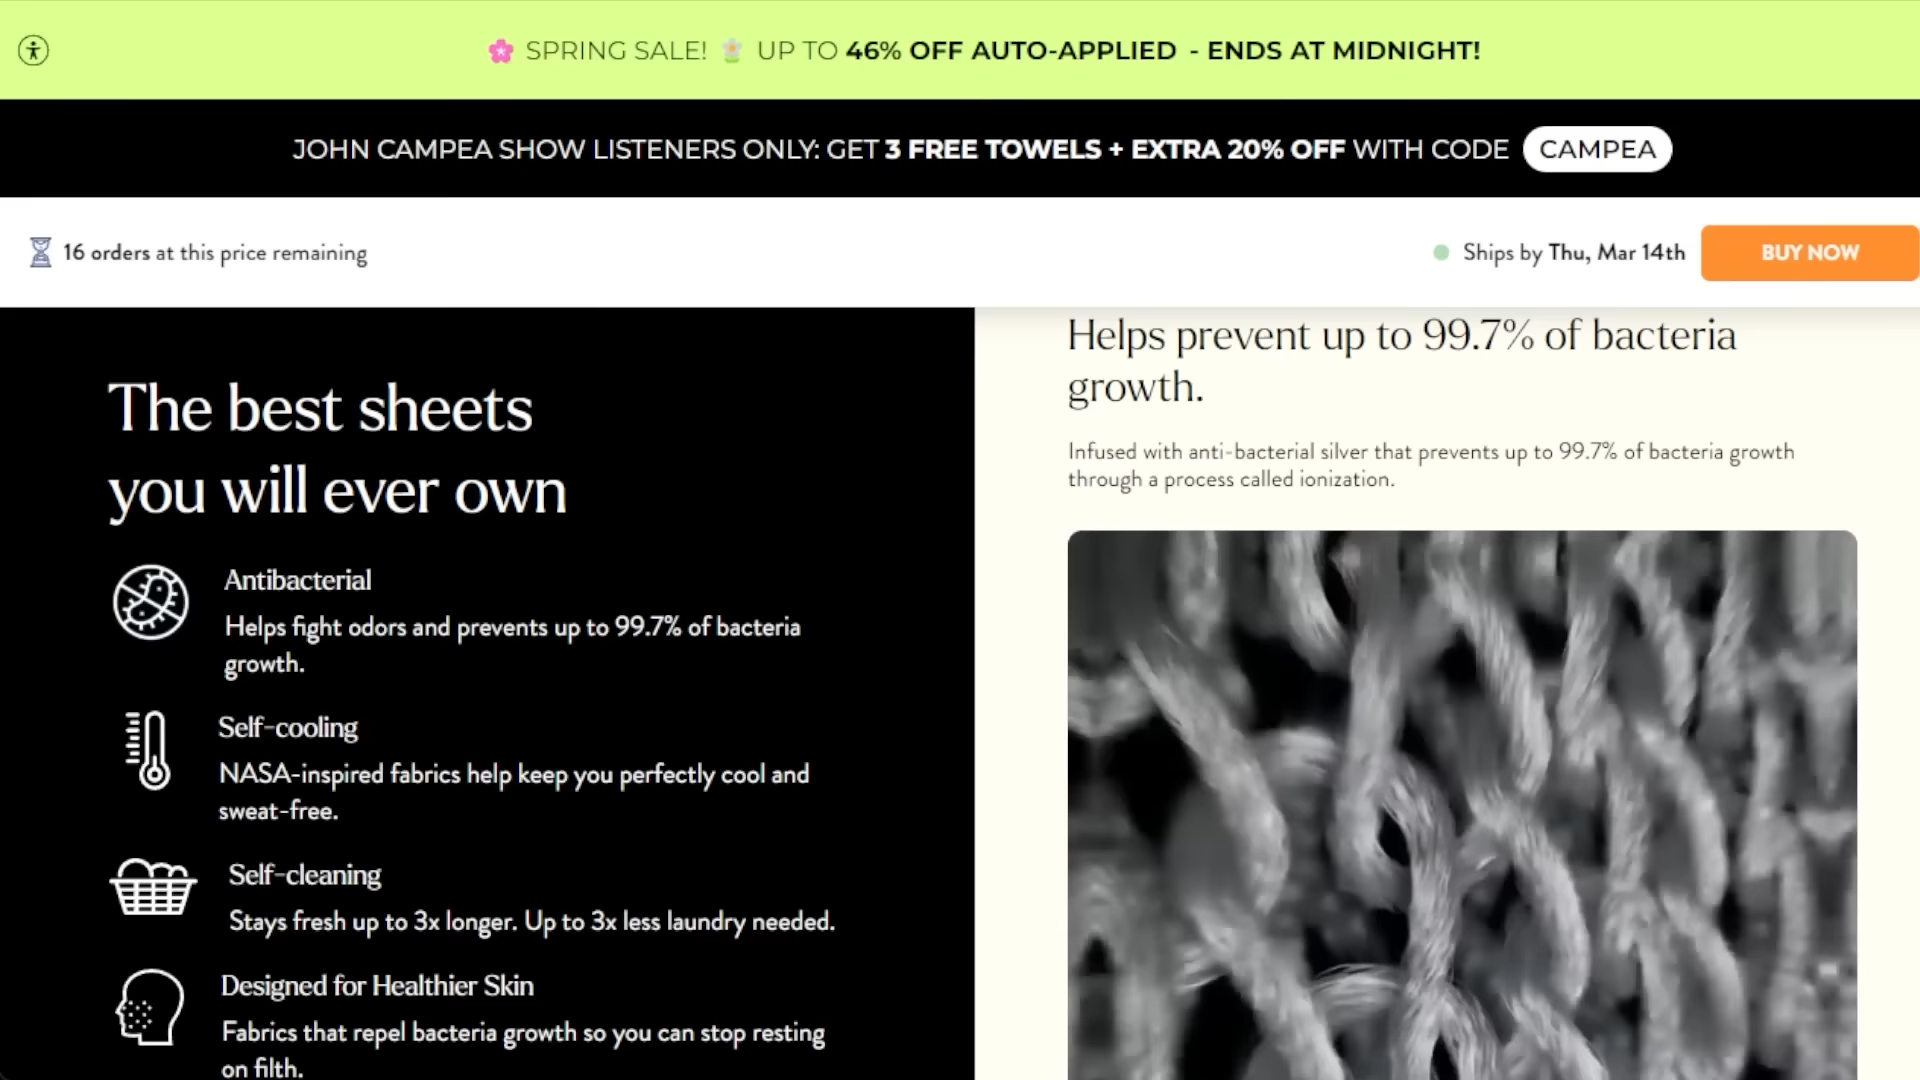 SPRING SALE! UP TO 46% OFF AUTO-APPLIED - ENDS AT MIDNIGHT!
JOHN CAMPEA SHOW LISTENERS ONLY: GET 3 FREE TOWELS + EXTRA 20% OFF WITH CODE CAMPEA
16 orders at this price remaining
Ships by Thu, Mar 14th
BUY NOW
The best sheets
you will ever own
Antibacterial
Helps fight odors and prevents up to 99.7% of bacteria
growth.
Self-cooling
NASA-inspired fabrics help keep you perfectly cool and
sweat-free.
Self-cleaning
Stays fresh up to 3x longer. Up to 3x less laundry needed.
Designed for Healthier Skin
Fabrics that repel bacteria growth so you can stop resting
on filth.
Helps prevent up to 99.7% of bacteria
growth.
Infused with anti-bacterial silver that prevents up to 99.7% of bacteria growth
through a process called ionization.